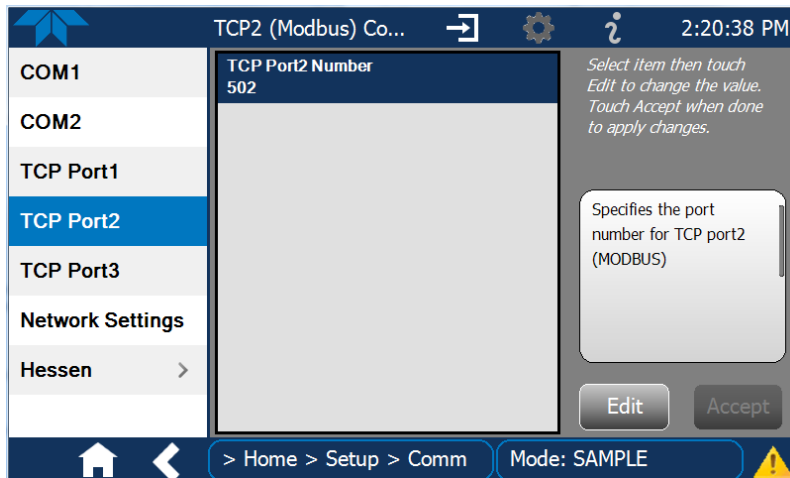 TCP2 (Modbus) Co...
2:20:38 PM
COM1
COM2
TCP Port1
TCP Port2
TCP Port3
Network Settings
Hessen
TCP Port2 Number
502
Select item then touch
Edit to change the value.
Touch Accept when done
to apply changes.
Specifies the port
number for TCP port2
(MODBUS)
Edit
Accept
> Home > Setup > Comm
Mode: SAMPLE